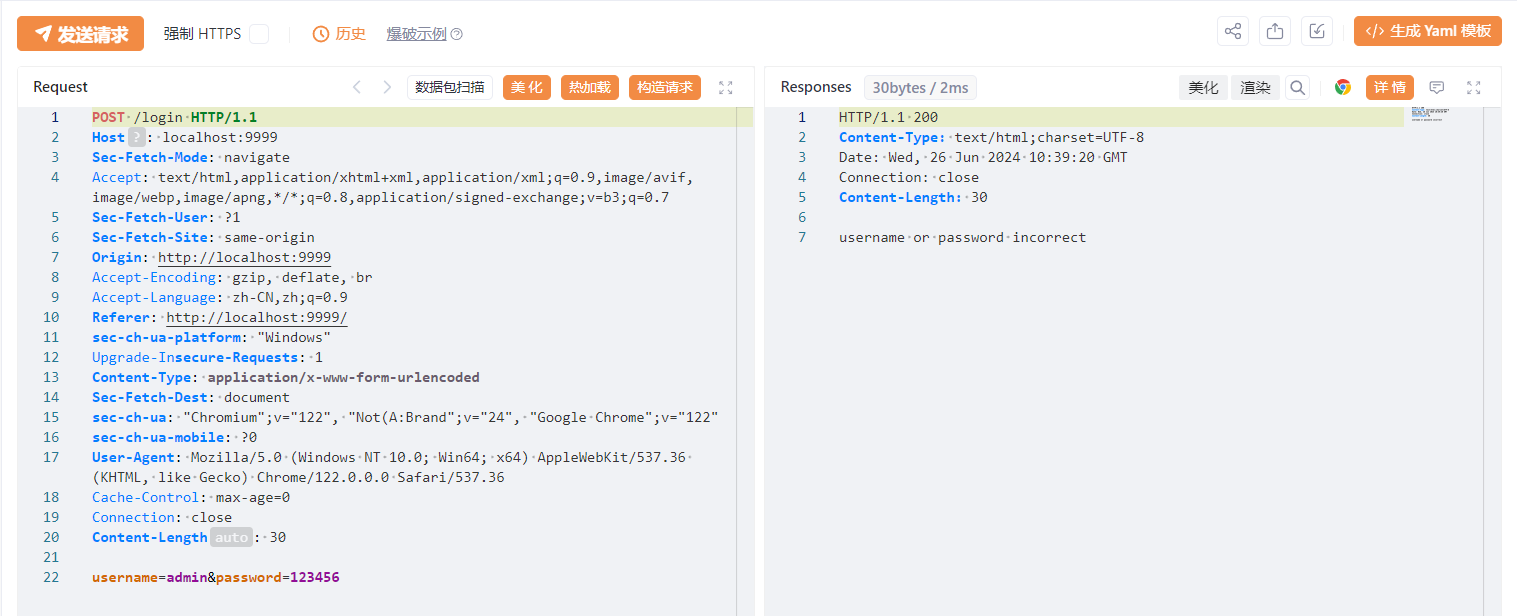 发送请求 强制 HTTPS 历史 爆破示例 ? </> 生成 Yaml 模板
Request 数据包扫描 美化 热加载 构造请求
1 POST /login HTTP/1.1
2 Host ? : localhost:9999
3 Sec-Fetch-Mode: navigate
4 Accept: text/html,application/xhtml+xml,application/xml;q=0.9,image/avif,
image/webp,image/apng,*/*;q=0.8,application/signed-exchange;v=b3;q=0.7
5 Sec-Fetch-User: ?1
6 Sec-Fetch-Site: same-origin
7 Origin: http://localhost:9999
8 Accept-Encoding: gzip, deflate, br
9 Accept-Language: zh-CN,zh;q=0.9
10 Referer: http://localhost:9999/
11 sec-ch-ua-platform: "Windows"
12 Upgrade-Insecure-Requests: 1
13 Content-Type: application/x-www-form-urlencoded
14 Sec-Fetch-Dest: document
15 sec-ch-ua: "Chromium";v="122", "Not(A:Brand";v="24", "Google Chrome";v="122"
16 sec-ch-ua-mobile: ?0
17 User-Agent: Mozilla/5.0 (Windows NT 10.0; Win64; x64) AppleWebKit/537.36
(KHTML, like Gecko) Chrome/122.0.0.0 Safari/537.36
18 Cache-Control: max-age=0
19 Connection: close
20 Content-Length auto : 30
21
22 username=admin&password=123456
Responses 30bytes / 2ms 美化 渲染 详情
1 HTTP/1.1 200
2 Content-Type: text/html;charset=UTF-8
3 Date: Wed, 26 Jun 2024 10:39:20 GMT
4 Connection: close
5 Content-Length: 30
6
7 username or password incorrect